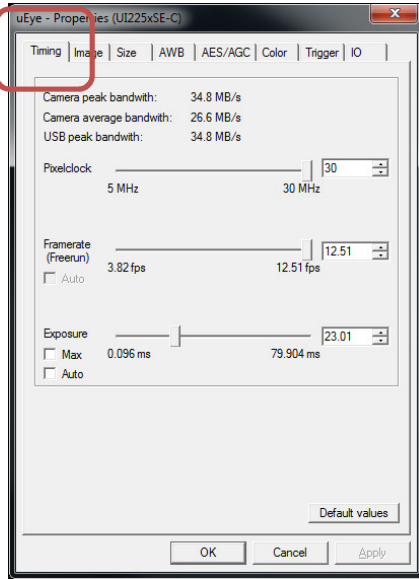 uEye - Properties (UI225xSE-C)
Timing Image Size AWB AES/AGC Color Trigger IO
Camera peak bandwith: 34.8 MB/s
Camera average bandwith: 26.6 MB/s
USB peak bandwith: 34.8 MB/s
Pixelclock 30
5 MHz 30 MHz
Framerate (Freerun) 12.51
3.82 fps 12.51 fps
Auto
Exposure 23.01
Max 0.096 ms 79.904 ms
Auto
Default values
OK Cancel Apply